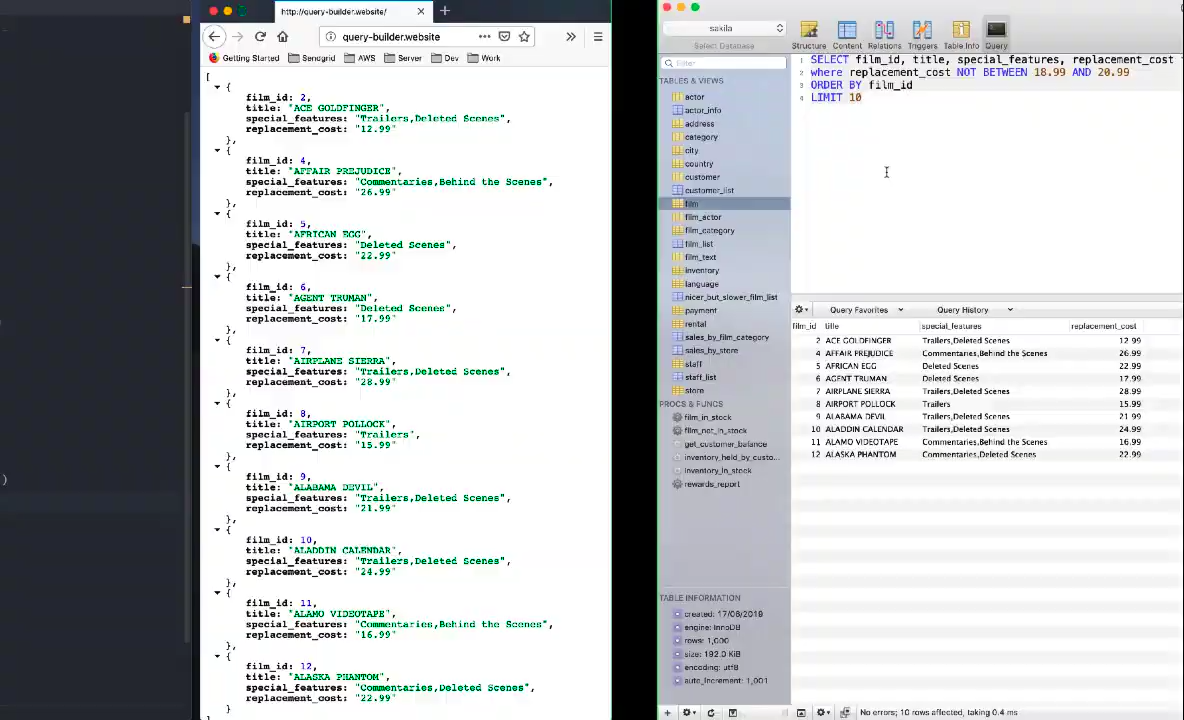 )
http://query-builder.website/
query-builder.website
Getting Started Sendgrid AWS Server Dev Work
[
{
film_id: 2,
title: "ACE GOLDFINGER",
special_features: "Trailers,Deleted Scenes",
replacement_cost: "12.99"
},
{
film_id: 4,
title: "AFFAIR PREJUDICE",
special_features: "Commentaries,Behind the Scenes",
replacement_cost: "26.99"
},
{
film_id: 5,
title: "AFRICAN EGG",
special_features: "Deleted Scenes",
replacement_cost: "22.99"
},
{
film_id: 6,
title: "AGENT TRUMAN",
special_features: "Deleted Scenes",
replacement_cost: "17.99"
},
{
film_id: 7,
title: "AIRPLANE SIERRA",
special_features: "Trailers,Deleted Scenes",
replacement_cost: "28.99"
},
{
film_id: 8,
title: "AIRPORT POLLOCK",
special_features: "Trailers",
replacement_cost: "15.99"
},
{
film_id: 9,
title: "ALABAMA DEVIL",
special_features: "Trailers,Deleted Scenes",
replacement_cost: "21.99"
},
{
film_id: 10,
title: "ALADDIN CALENDAR",
special_features: "Trailers,Deleted Scenes",
replacement_cost: "24.99"
},
{
film_id: 11,
title: "ALAMO VIDEOTAPE",
special_features: "Commentaries,Behind the Scenes",
replacement_cost: "16.99"
},
{
film_id: 12,
title: "ALASKA PHANTOM",
special_features: "Commentaries,Deleted Scenes",
replacement_cost: "22.99"
}
sakila
Select Database
Structure Content Relations Triggers Table Info Query
Filter
TABLES & VIEWS
actor
actor_info
address
category
city
country
customer
customer_list
film
film_actor
film_category
film_list
film_text
inventory
language
nicer_but_slower_film_list
payment
rental
sales_by_film_category
sales_by_store
staff
staff_list
store
PROCS & FUNCS
film_in_stock
film_not_in_stock
get_customer_balance
inventory_held_by_custo...
inventory_in_stock
rewards_report
TABLE INFORMATION
created: 17/06/2019
engine: InnoDB
rows: 1,000
size: 192.0 KiB
encoding: utf8
auto_increment: 1,001
1 SELECT film_id, title, special_features, replacement_cost
2 where replacement_cost NOT BETWEEN 18.99 AND 20.99
3 ORDER BY film_id
4 LIMIT 10
Query Favorites Query History
film_id title special_features replacement_cost
2 ACE GOLDFINGER Trailers,Deleted Scenes 12.99
4 AFFAIR PREJUDICE Commentaries,Behind the Scenes 26.99
5 AFRICAN EGG Deleted Scenes 22.99
6 AGENT TRUMAN Deleted Scenes 17.99
7 AIRPLANE SIERRA Trailers,Deleted Scenes 28.99
8 AIRPORT POLLOCK Trailers 15.99
9 ALABAMA DEVIL Trailers,Deleted Scenes 21.99
10 ALADDIN CALENDAR Trailers,Deleted Scenes 24.99
11 ALAMO VIDEOTAPE Commentaries,Behind the Scenes 16.99
12 ALASKA PHANTOM Commentaries,Deleted Scenes 22.99
No errors; 10 rows affected, taking 0.4 ms